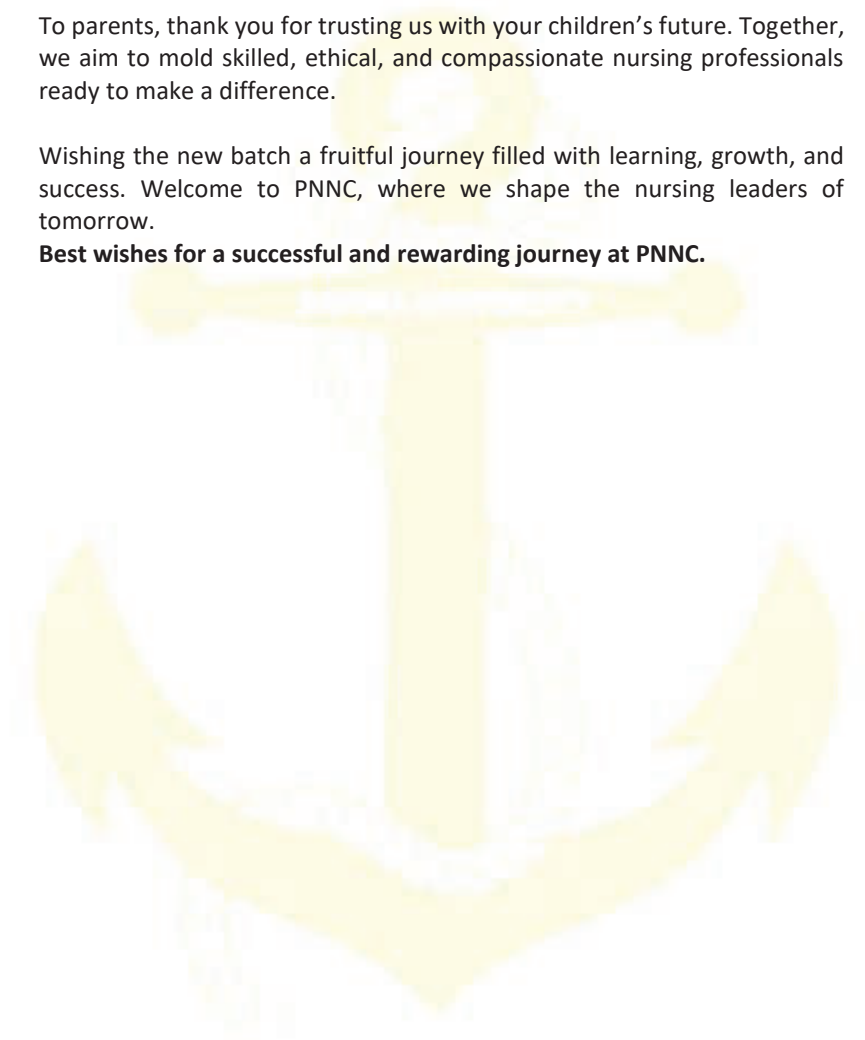 To parents, thank you for trusting us with your children’s future. Together,
we aim to mold skilled, ethical, and compassionate nursing professionals
ready to make a difference.
Wishing the new batch a fruitful journey filled with learning, growth, and
success. Welcome to PNNC, where we shape the nursing leaders of
tomorrow.
Best wishes for a successful and rewarding journey at PNNC.